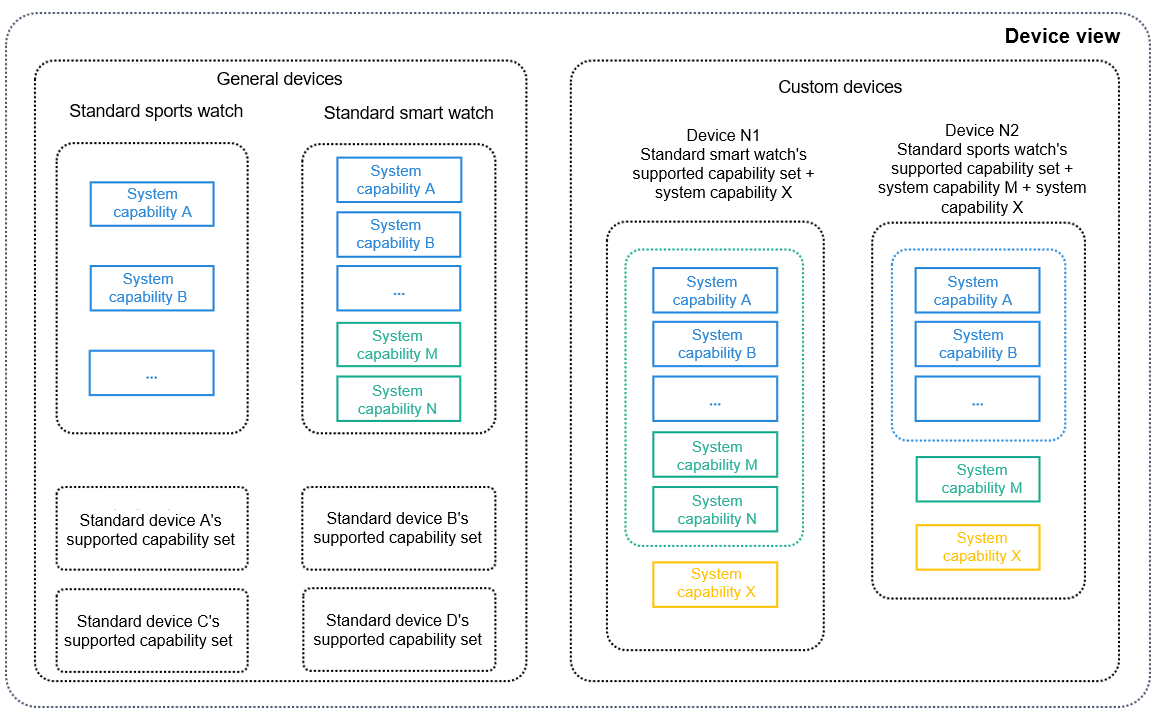 Device view
General devices
Standard sports watch
System
capability A
System
capability B
...
Standard smart watch
System
capability A
System
capability B
...
System
capability M
System
capability N
Standard device A's
supported capability set
Standard device B's
supported capability set
Standard device C's
supported capability set
Standard device D's
supported capability set
Custom devices
Device N1
Standard smart watch's
supported capability set +
system capability X
System
capability A
System
capability B
...
System
capability M
System
capability N
System
capability X
Device N2
Standard sports watch's
supported capability set +
system capability M + system
capability X
System
capability A
System
capability B
...
System
capability M
System
capability X